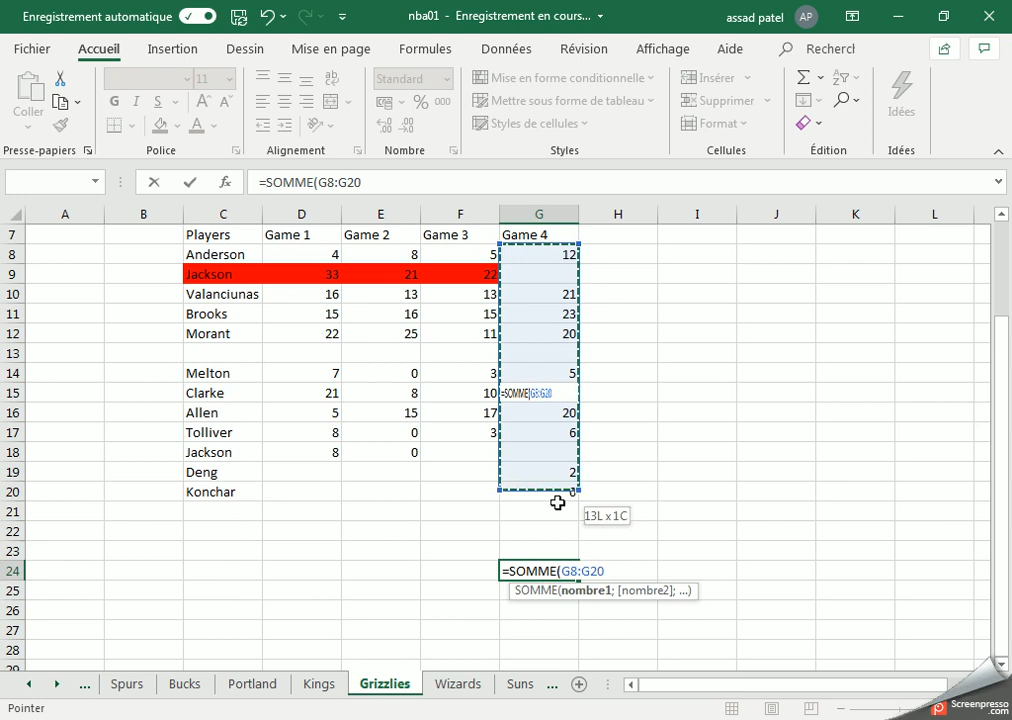 Enregistrement automatique
nba01 - Enregistrement en cours...
assad patel AP
Fichier Accueil Insertion Dessin Mise en page Formules Données Révision Affichage Aide Recherch
Coller
Standard 11
G I S
% 000
Mise en forme conditionnelle
Mettre sous forme de tableau
Styles de cellules
Insérer
Supprimer
Format
Idées
Presse-papiers Police Alignement Nombre Styles Cellules Édition Idées
fx =SOMME(G8:G20
A B C D E F G H I J K L
7 Players Game 1 Game 2 Game 3 Game 4
8 Anderson 4 8 5 12
9 Jackson 33 21 22
10 Valanciunas 16 13 13 21
11 Brooks 15 16 15 23
12 Morant 22 25 11 20
13
14 Melton 7 0 3 5
15 Clarke 21 8 10 =SOMME(G8:G20
16 Allen 5 15 17 20
17 Tolliver 8 0 3 6
18 Jackson 8 0
19 Deng 2
20 Konchar
21
13L x 1C
22
23
24 =SOMME(G8:G20
25 SOMME(nombre1; [nombre2]; ...)
26
27
28
29
... Spurs Bucks Portland Kings Grizzlies Wizards Suns ...
Pointer
Screenpresso
.com